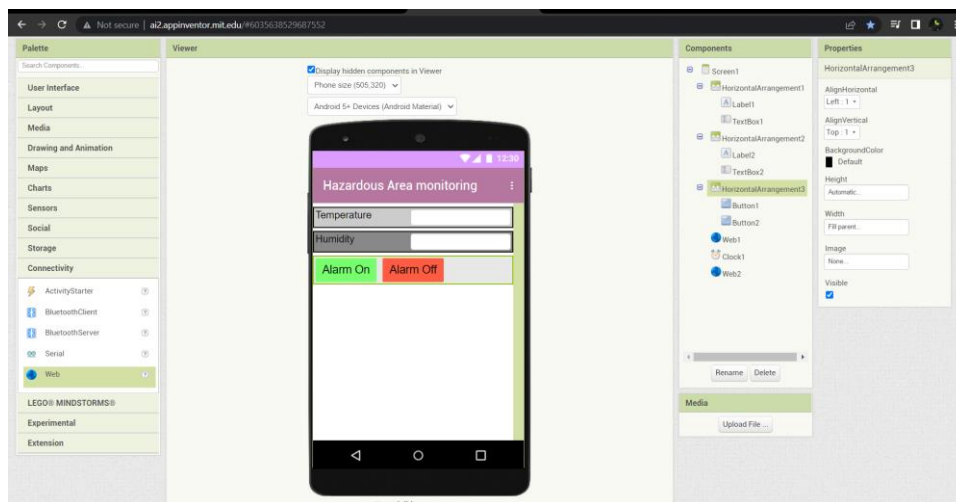 Not secure | ai2.appinventor.mit.edu/#6035638529687552
Palette
Search Components...
User Interface
Layout
Media
Drawing and Animation
Maps
Charts
Sensors
Social
Storage
Connectivity
ActivityStarter
BluetoothClient
BluetoothServer
Serial
Web
LEGO® MINDSTORMS®
Experimental
Extension
Viewer
Display hidden components in Viewer
Phone size (505,320)
Android 5+ Devices (Android Material)
12:30
Hazardous Area monitoring
Temperature
Humidity
Alarm On Alarm Off
Components
Screen1
HorizontalArrangement1
Label1
TextBox1
HorizontalArrangement2
Label2
TextBox2
HorizontalArrangement3
Button1
Button2
Web1
Clock1
Web2
Rename Delete
Media
Upload File ...
Properties
HorizontalArrangement3
AlignHorizontal
Left : 1
AlignVertical
Top : 1
BackgroundColor
Default
Height
Automatic...
Width
Fill parent...
Image
None...
Visible